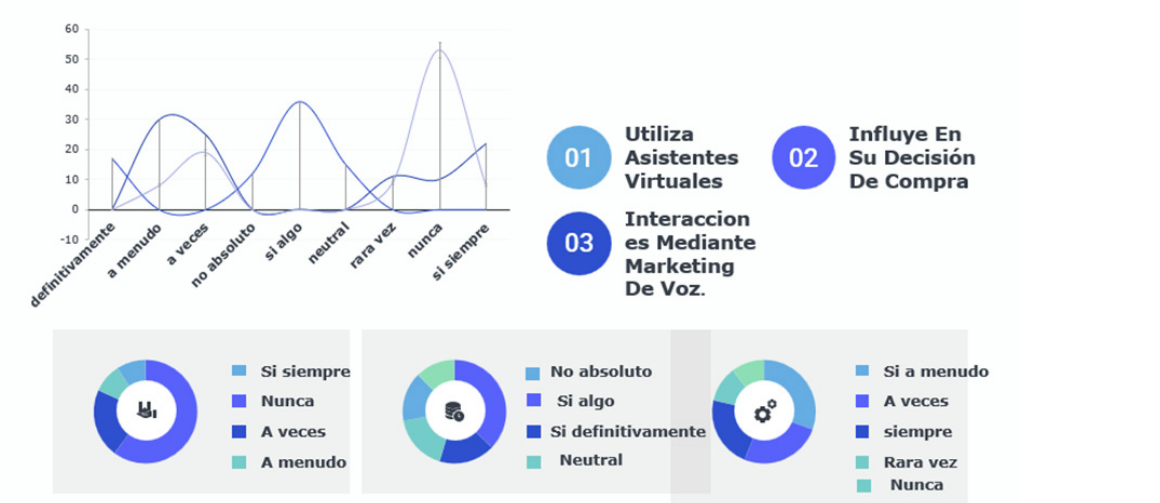 60
50
40
30
20
10
0
-10
definitivamente
a menudo
a veces
no absoluto
si algo
neutral
rara vez
nunca
si siempre
01
Utiliza
Asistentes
Virtuales
02
Influye En
Su Decisión
De Compra
03
Interaccion
es Mediante
Marketing
De Voz.
Si siempre
Nunca
A veces
A menudo
No absoluto
Si algo
Si definitivamente
Neutral
Si a menudo
A veces
siempre
Rara vez
Nunca